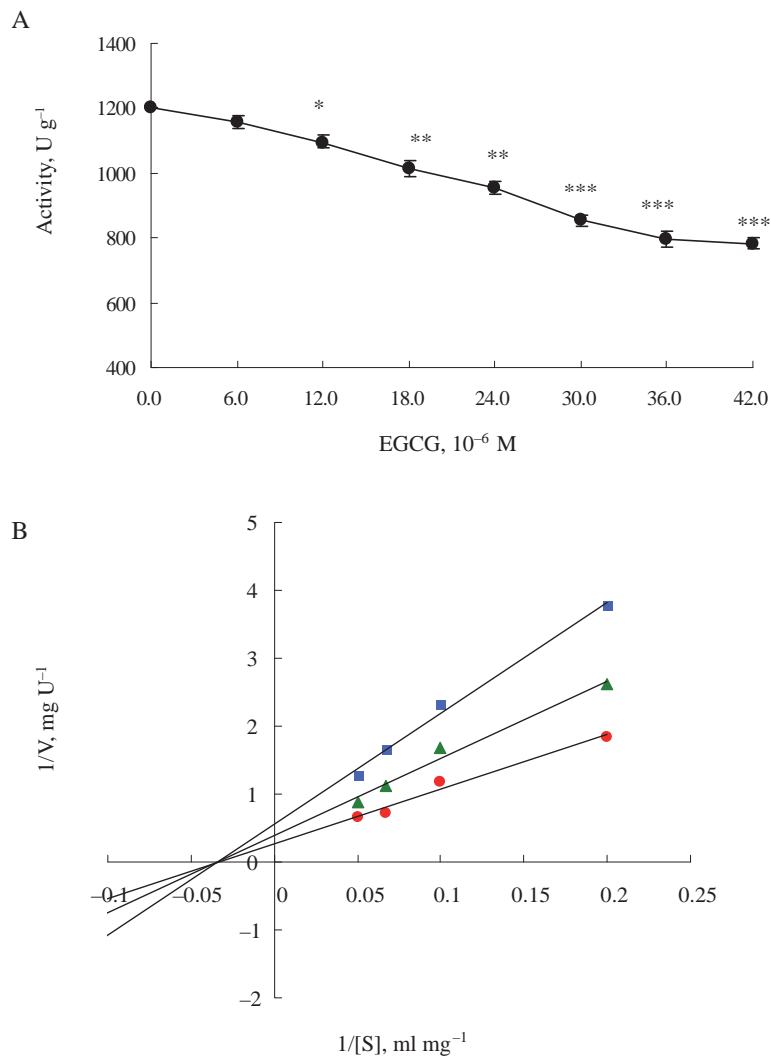 A
1400
1200
1000
800
600
400
Activity, U g⁻¹
*
**
**
***
***
***
0.0 6.0 12.0 18.0 24.0 30.0 36.0 42.0
EGCG, 10⁻⁶ M
B
5
4
3
2
1
0
−1
−2
1/V, mg U⁻¹
−0.1 −0.05 0 0.05 0.1 0.15 0.2 0.25
1/[S], ml mg⁻¹